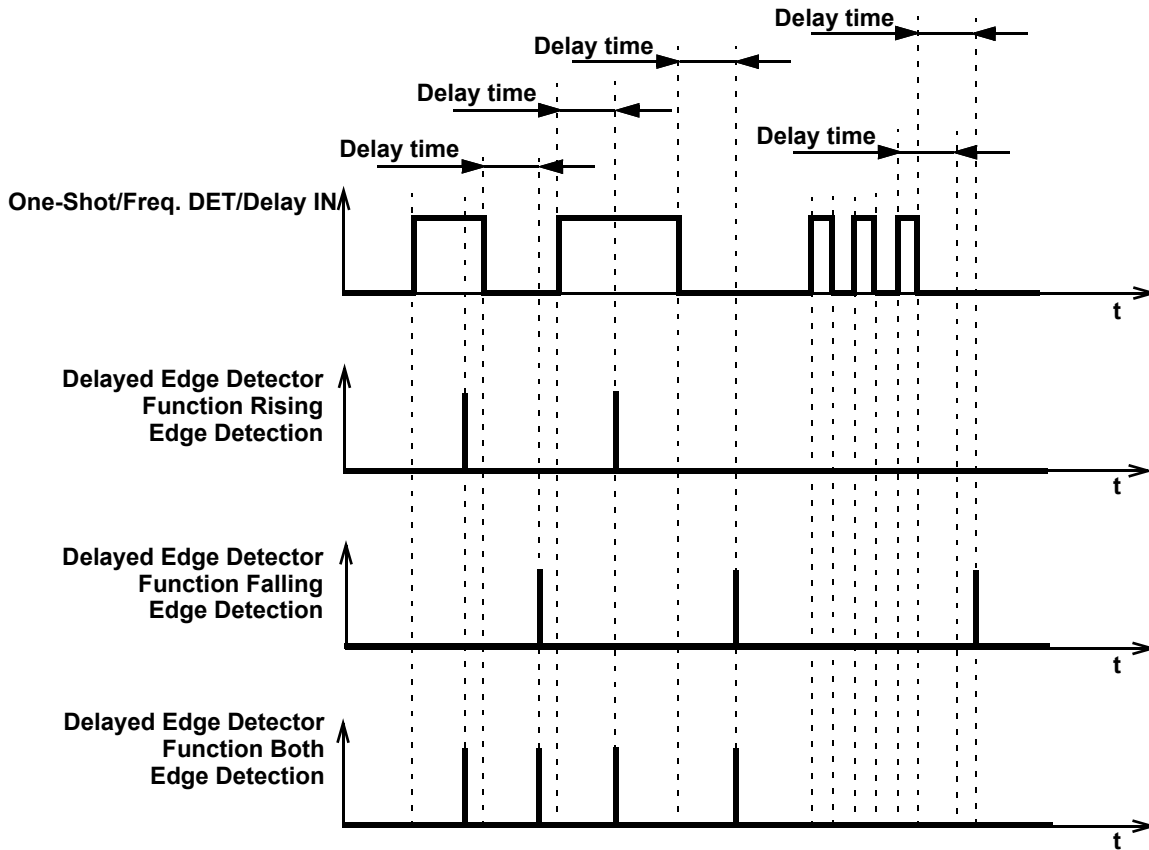 Delay time
Delay time
Delay time
Delay time
Delay time
One-Shot/Freq. DET/Delay IN
t
Delayed Edge Detector
Function Rising
Edge Detection
t
Delayed Edge Detector
Function Falling
Edge Detection
t
Delayed Edge Detector
Function Both
Edge Detection
t